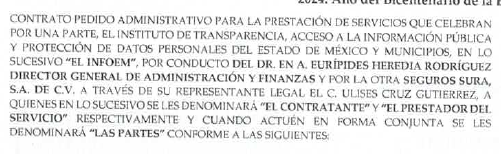 2024. Año del Bicentenario de la
CONTRATO PEDIDO ADMINISTRATIVO PARA LA PRESTACIÓN DE SERVICIOS QUE CELEBRAN
POR UNA PARTE, EL INSTITUTO DE TRANSPARENCIA, ACCESO A LA INFORMACIÓN PÚBLICA
Y PROTECCIÓN DE DATOS PERSONALES DEL ESTADO DE MÉXICO Y MUNICIPIOS, EN LO
SUCESIVO "EL INFOEM", POR CONDUCTO DEL DR. EN A. EURÍPIDES HEREDIA RODRÍGUEZ
DIRECTOR GENERAL DE ADMINISTRACIÓN Y FINANZAS Y POR LA OTRA SEGUROS SURA,
S.A. DE C.V. A TRAVÉS DE SU REPRESENTANTE LEGAL EL C. ULISES CRUZ GUTIERREZ, A
QUIENES EN LO SUCESIVO SE LES DENOMINARÁ "EL CONTRATANTE" Y "EL PRESTADOR DEL
SERVICIO" RESPECTIVAMENTE Y CUANDO ACTUÉN EN FORMA CONJUNTA SE LES
DENOMINARÁ "LAS PARTES" CONFORME A LAS SIGUIENTES: